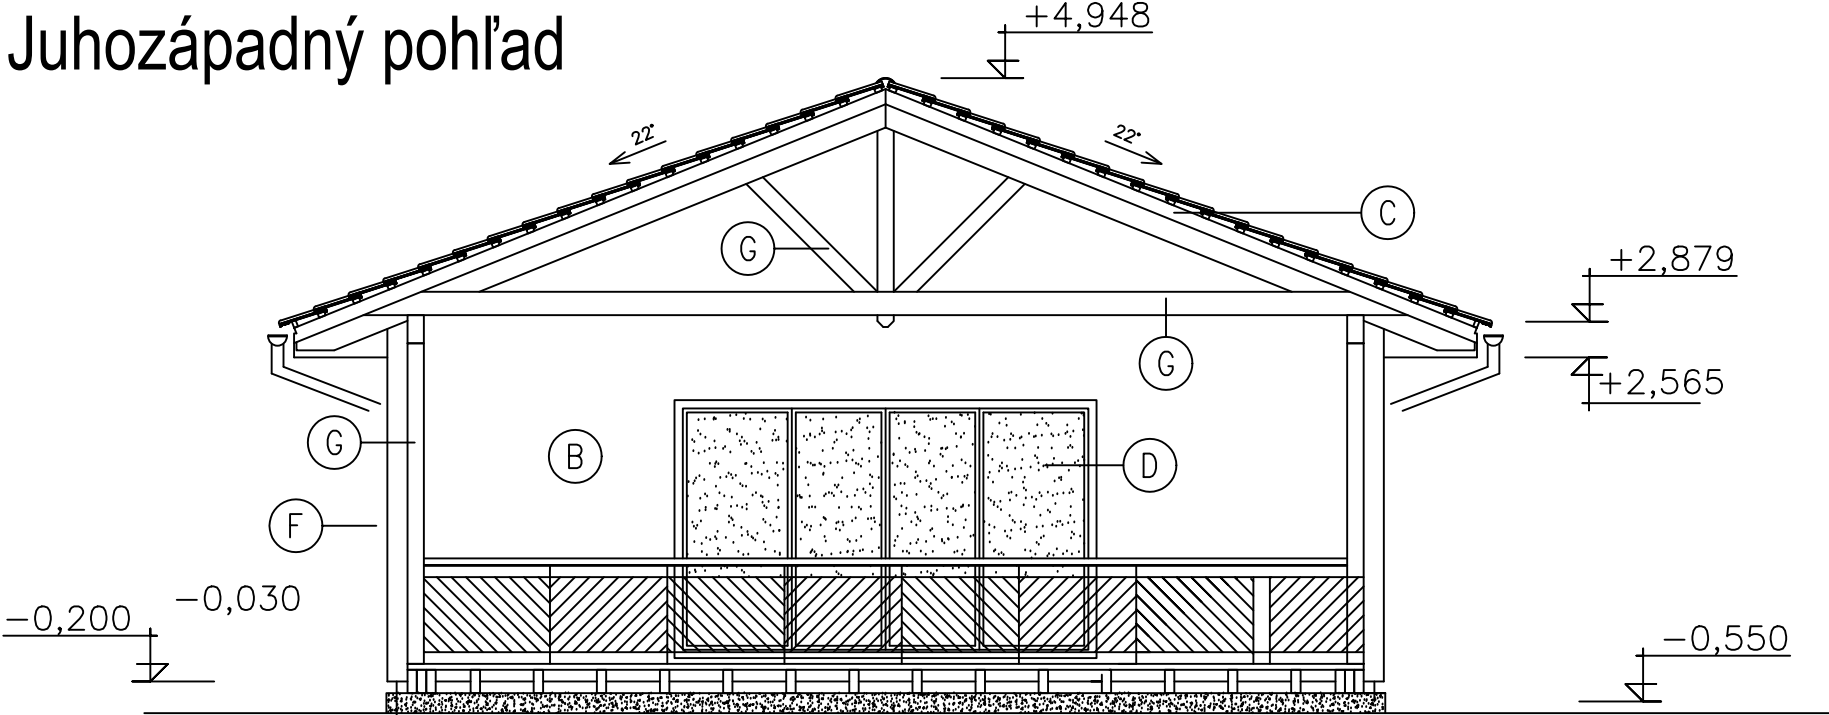 Juhozápadný pohľad
+4,948
22°
22°
C
G
+2,879
G
+2,565
G
B
D
F
-0,030
-0,200
-0,550